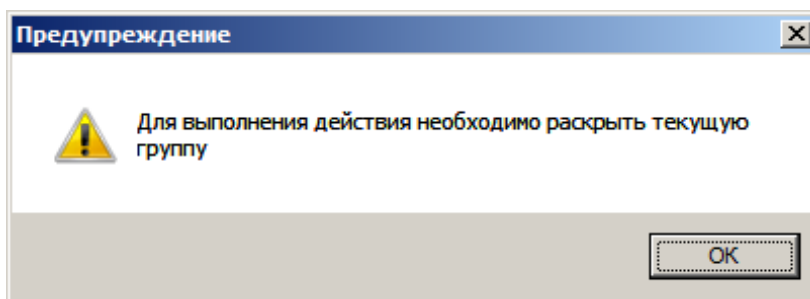 Предупреждение
Для выполнения действия необходимо раскрыть текущую
группу
OK